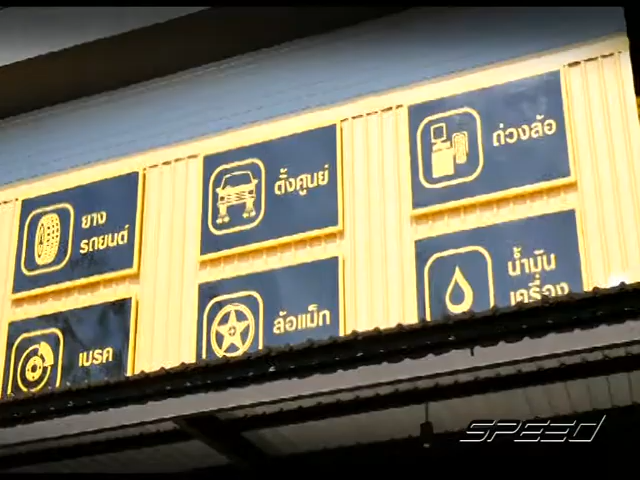 ยาง
รถยนต์
ตั้งศูนย์
ถ่วงล้อ
เบรค
ล้อแม็ก
น้ำมัน
เครื่อง
SPEED